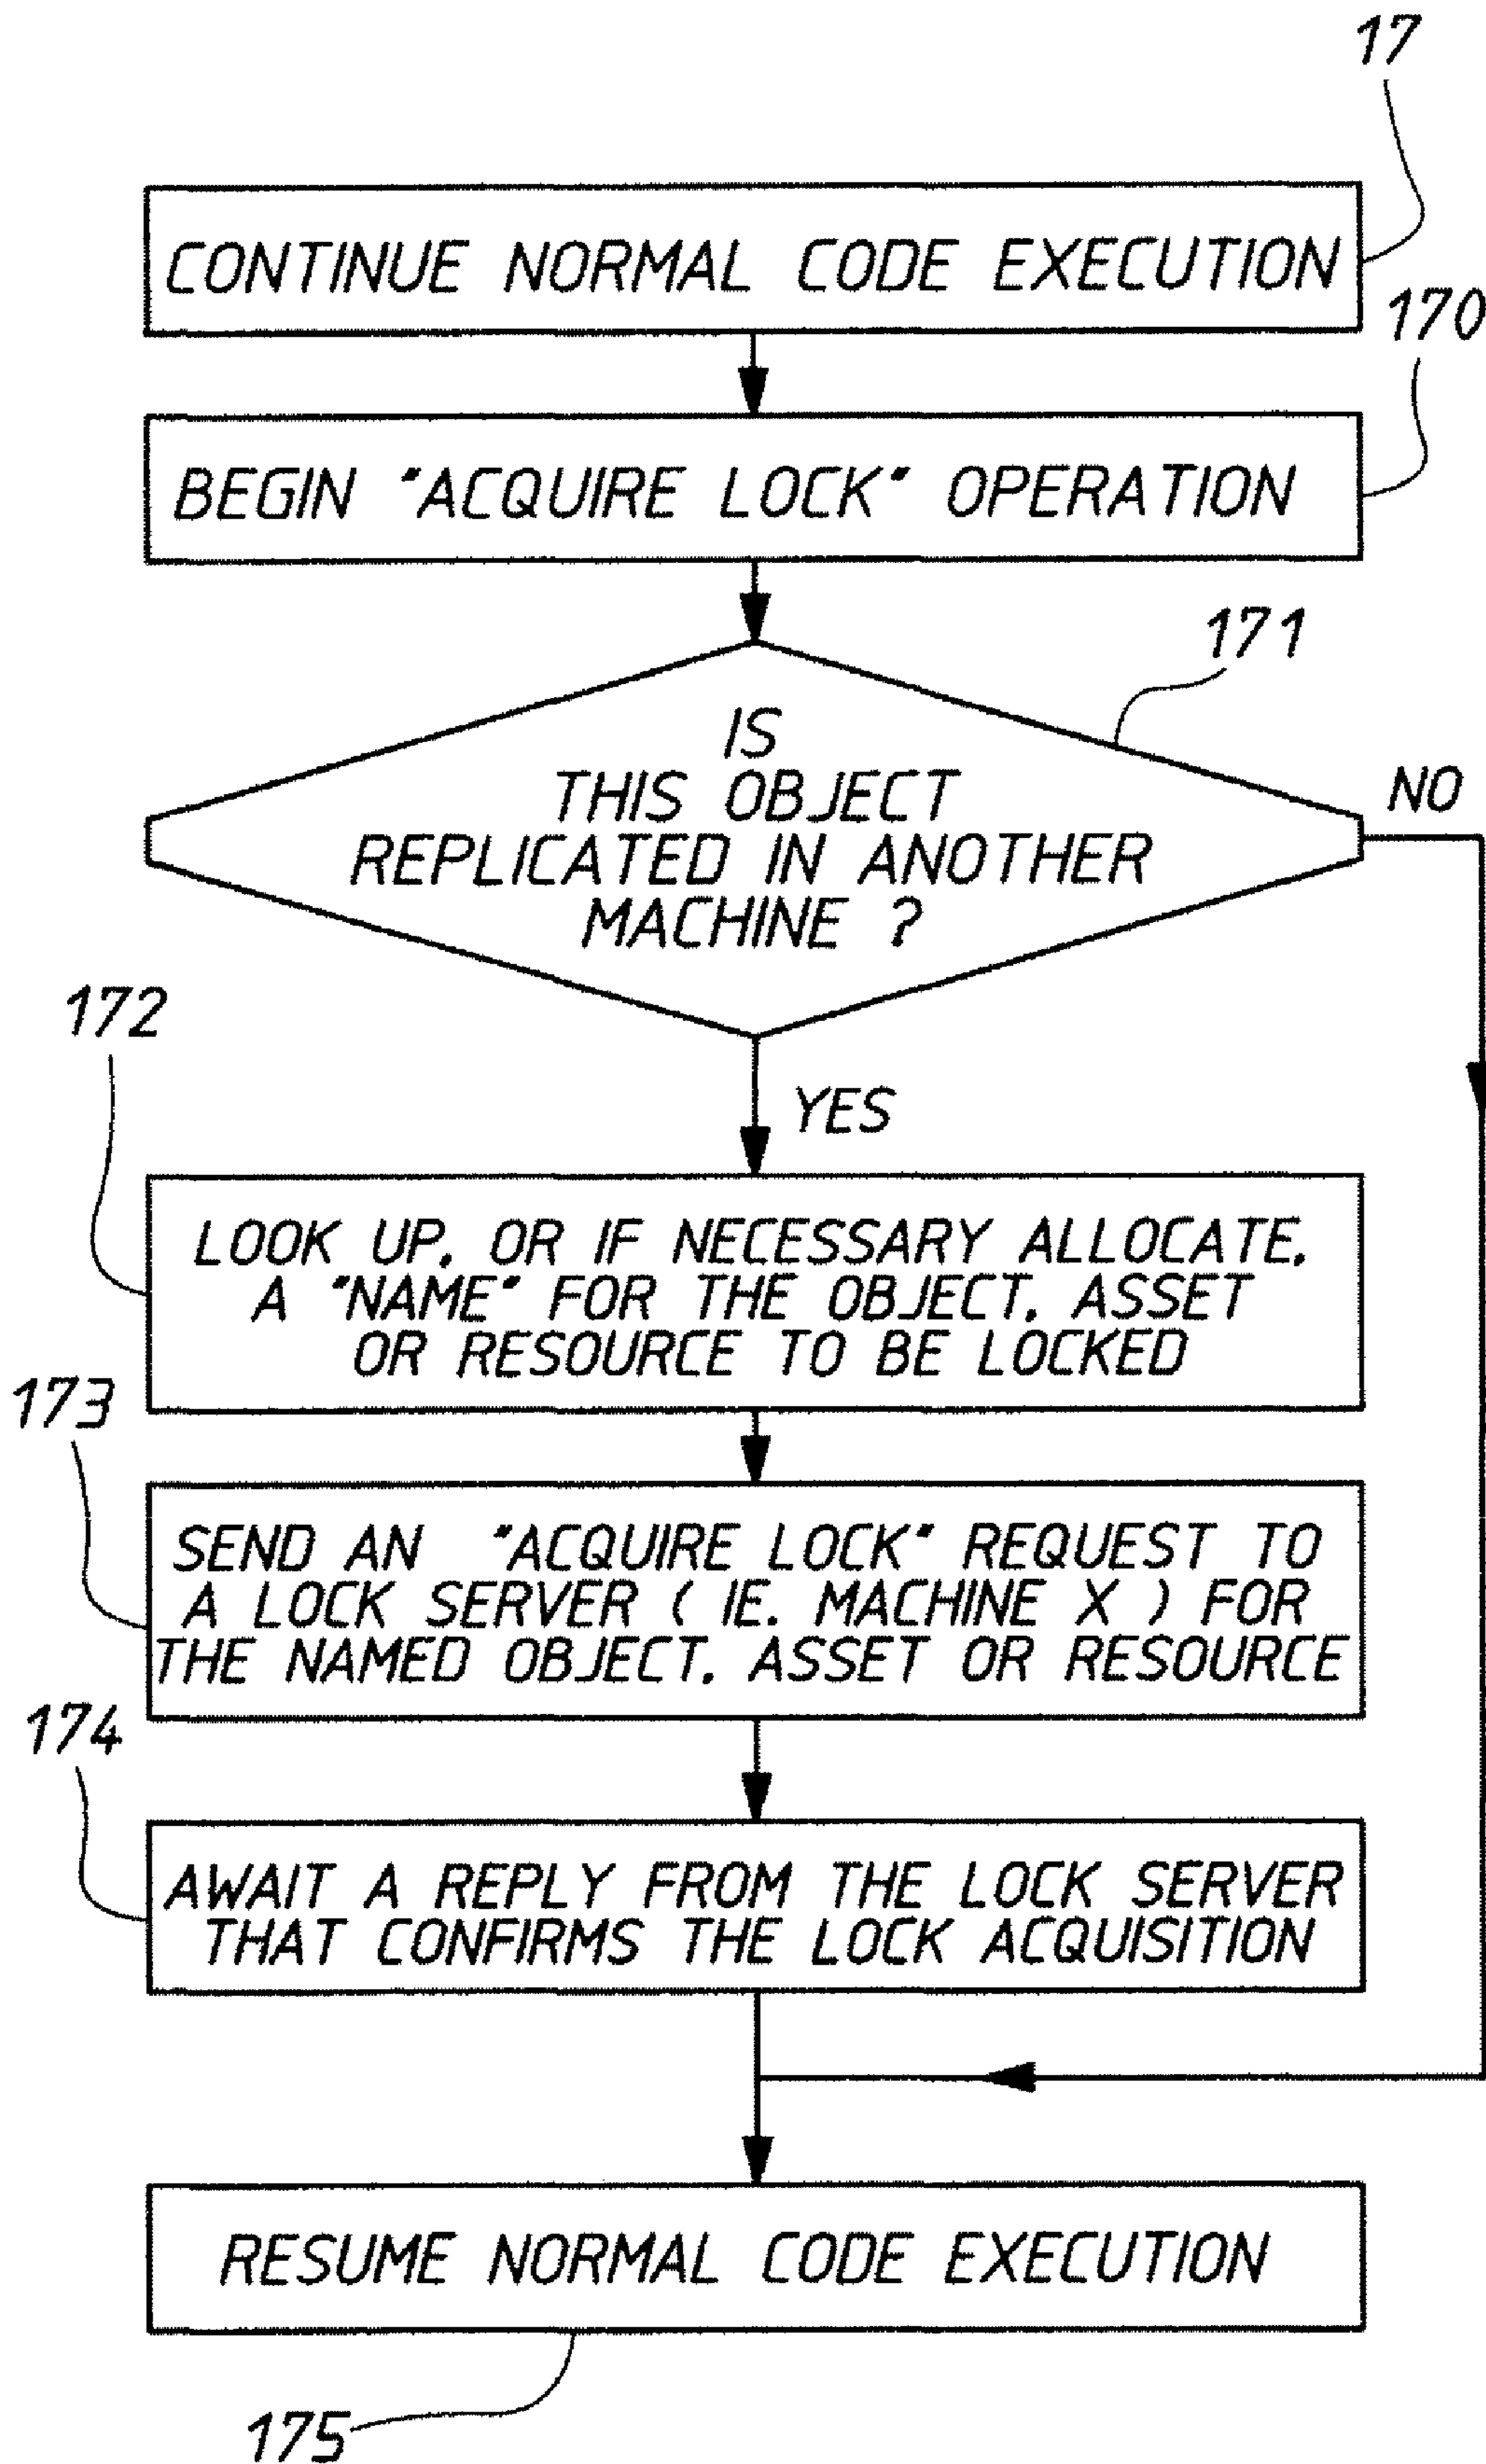 17
CONTINUE NORMAL CODE EXECUTION
170
BEGIN "ACQUIRE LOCK" OPERATION
171
IS
THIS OBJECT
REPLICATED IN ANOTHER
MACHINE ?
NO
172
YES
LOOK UP, OR IF NECESSARY ALLOCATE,
A "NAME" FOR THE OBJECT, ASSET
OR RESOURCE TO BE LOCKED
173
SEND AN "ACQUIRE LOCK" REQUEST TO
A LOCK SERVER ( IE. MACHINE X ) FOR
THE NAMED OBJECT, ASSET OR RESOURCE
174
AWAIT A REPLY FROM THE LOCK SERVER
THAT CONFIRMS THE LOCK ACQUISITION
RESUME NORMAL CODE EXECUTION
175